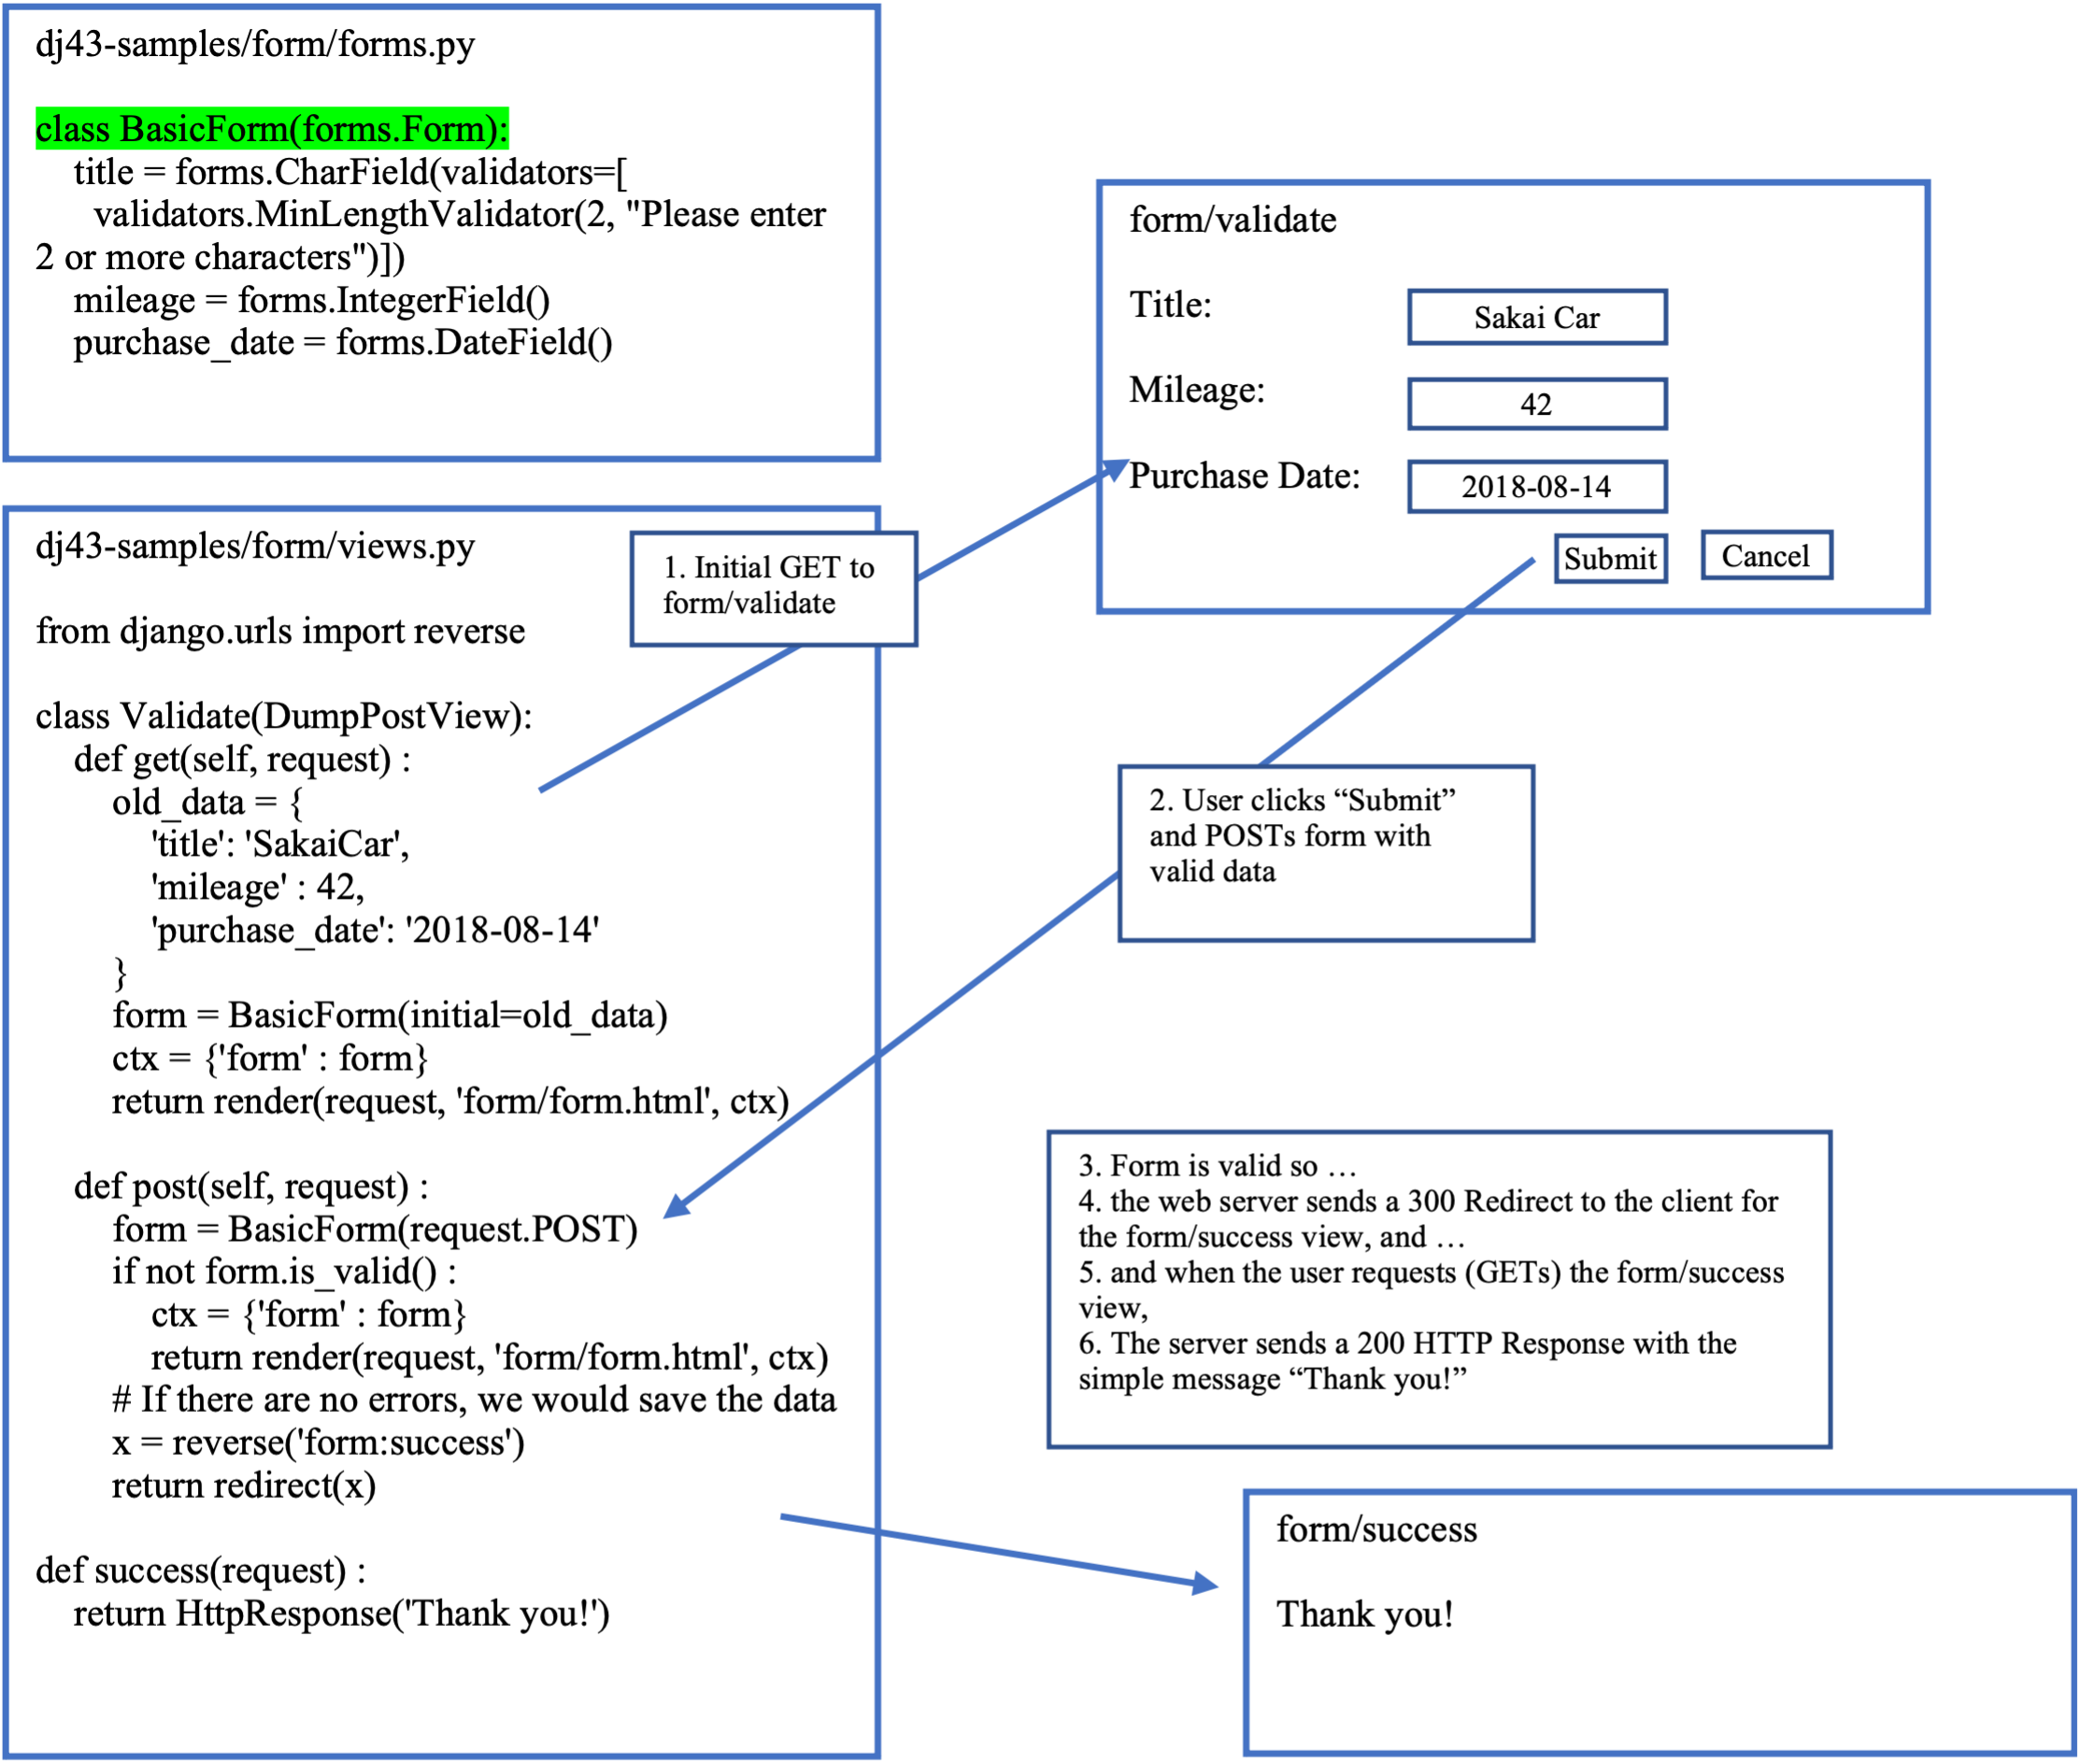 dj43-samples/form/forms.py
class BasicForm(forms.Form):
title = forms.CharField(validators=[
validators.MinLengthValidator(2, "Please enter
2 or more characters")])
mileage = forms.IntegerField()
purchase_date = forms.DateField()
form/validate
Title:
Sakai Car
Mileage:
42
Purchase Date:
2018-08-14
Submit
Cancel
dj43-samples/form/views.py
from django.urls import reverse
class Validate(DumpPostView):
def get(self, request) :
old_data = {
'title': 'SakaiCar',
'mileage' : 42,
'purchase_date': '2018-08-14'
}
form = BasicForm(initial=old_data)
ctx = {'form' : form}
return render(request, 'form/form.html', ctx)
def post(self, request) :
form = BasicForm(request.POST)
if not form.is_valid() :
ctx = {'form' : form}
return render(request, 'form/form.html', ctx)
# If there are no errors, we would save the data
x = reverse('form:success')
return redirect(x)
def success(request) :
return HttpResponse('Thank you!')
1. Initial GET to
form/validate
2. User clicks “Submit”
and POSTs form with
valid data
3. Form is valid so …
4. the web server sends a 300 Redirect to the client for
the form/success view, and …
5. and when the user requests (GETs) the form/success
view,
6. The server sends a 200 HTTP Response with the
simple message “Thank you!”
form/success
Thank you!